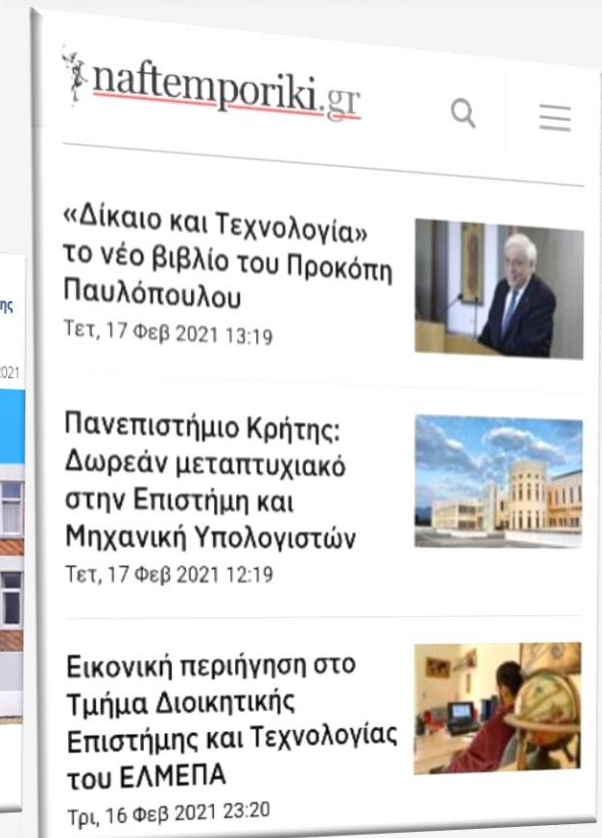 naftemporiki.gr
«Δίκαιο και Τεχνολογία»
το νέο βιβλίο του Προκόπη
Παυλόπουλου
Τετ, 17 Φεβ 2021 13:19
Πανεπιστήμιο Κρήτης:
Δωρεάν μεταπτυχιακό
στην Επιστήμη και
Μηχανική Υπολογιστών
Τετ, 17 Φεβ 2021 12:19
Εικονική περιήγηση στο
Τμήμα Διοικητικής
Επιστήμης και Τεχνολογίας
του ΕΛΜΕΠΑ
Τρι, 16 Φεβ 2021 23:20